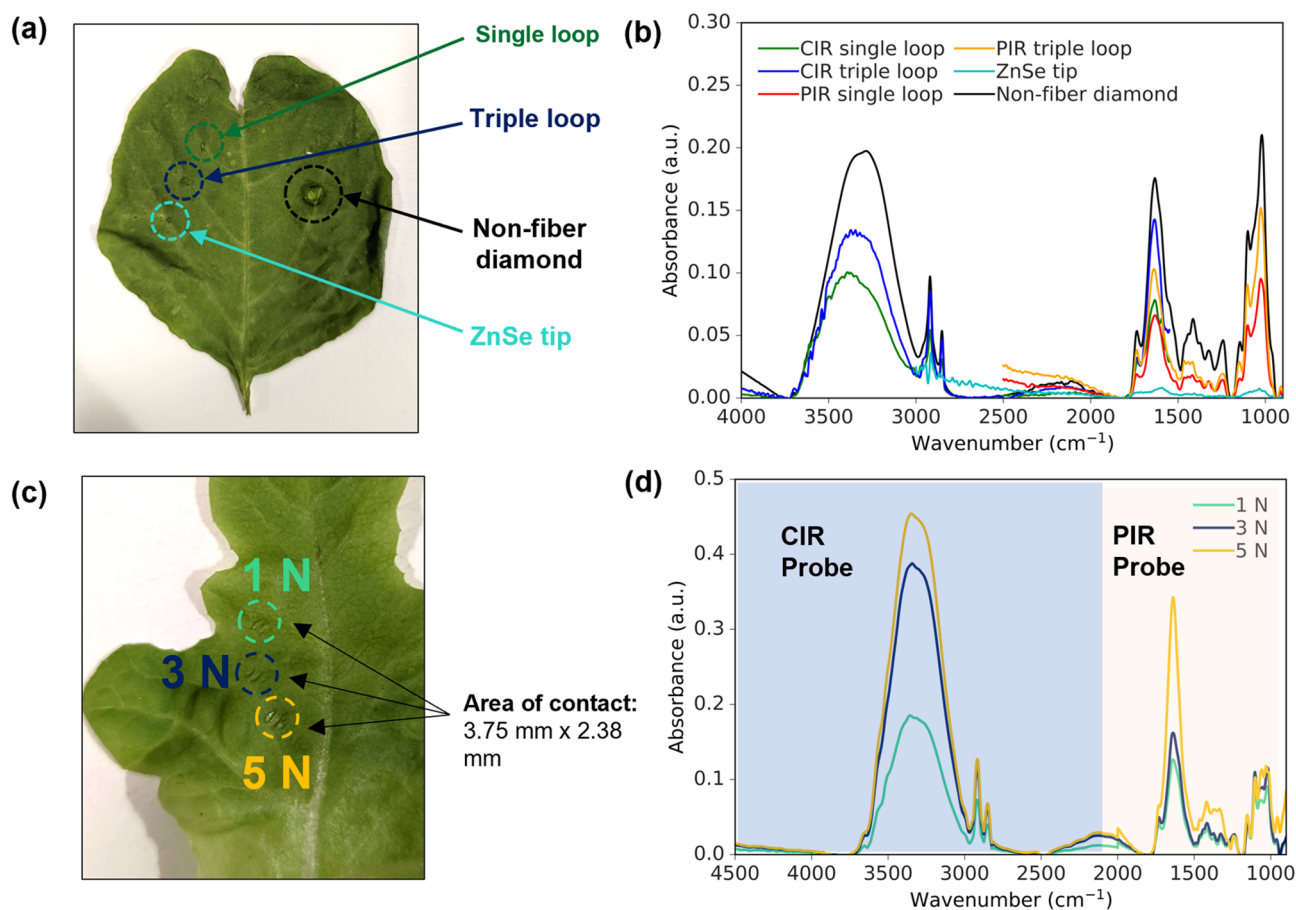 (a)
Single loop
Triple loop
Non-fiber
diamond
ZnSe tip
(b)
0.30
0.25
0.20
0.15
0.10
0.05
0.00
Absorbance (a.u.)
CIR single loop
CIR triple loop
PIR single loop
PIR triple loop
ZnSe tip
Non-fiber diamond
4000 3500 3000 2500 2000 1500 1000
Wavenumber (cm⁻¹)
(c)
1 N
3 N
5 N
Area of contact:
3.75 mm x 2.38
mm
(d)
0.5
0.4
0.3
0.2
0.1
0.0
Absorbance (a.u.)
CIR
Probe
PIR
Probe
1 N
3 N
5 N
4500 4000 3500 3000 2500 2000 1500 1000
Wavenumber (cm⁻¹)